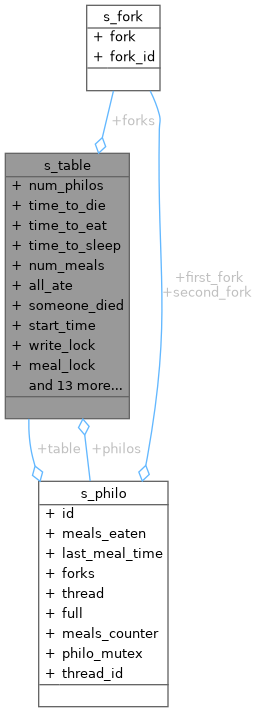 s_fork
+ fork
+ fork_id
+forks
s_table
+ num_philos
+ time_to_die
+ time_to_eat
+ time_to_sleep
+ num_meals
+ all_ate
+ someone_died
+ start_time
+ write_lock
+ meal_lock
and 13 more...
+first_fork
+second_fork
+table
+philos
s_philo
+ id
+ meals_eaten
+ last_meal_time
+ forks
+ thread
+ full
+ meals_counter
+ philo_mutex
+ thread_id